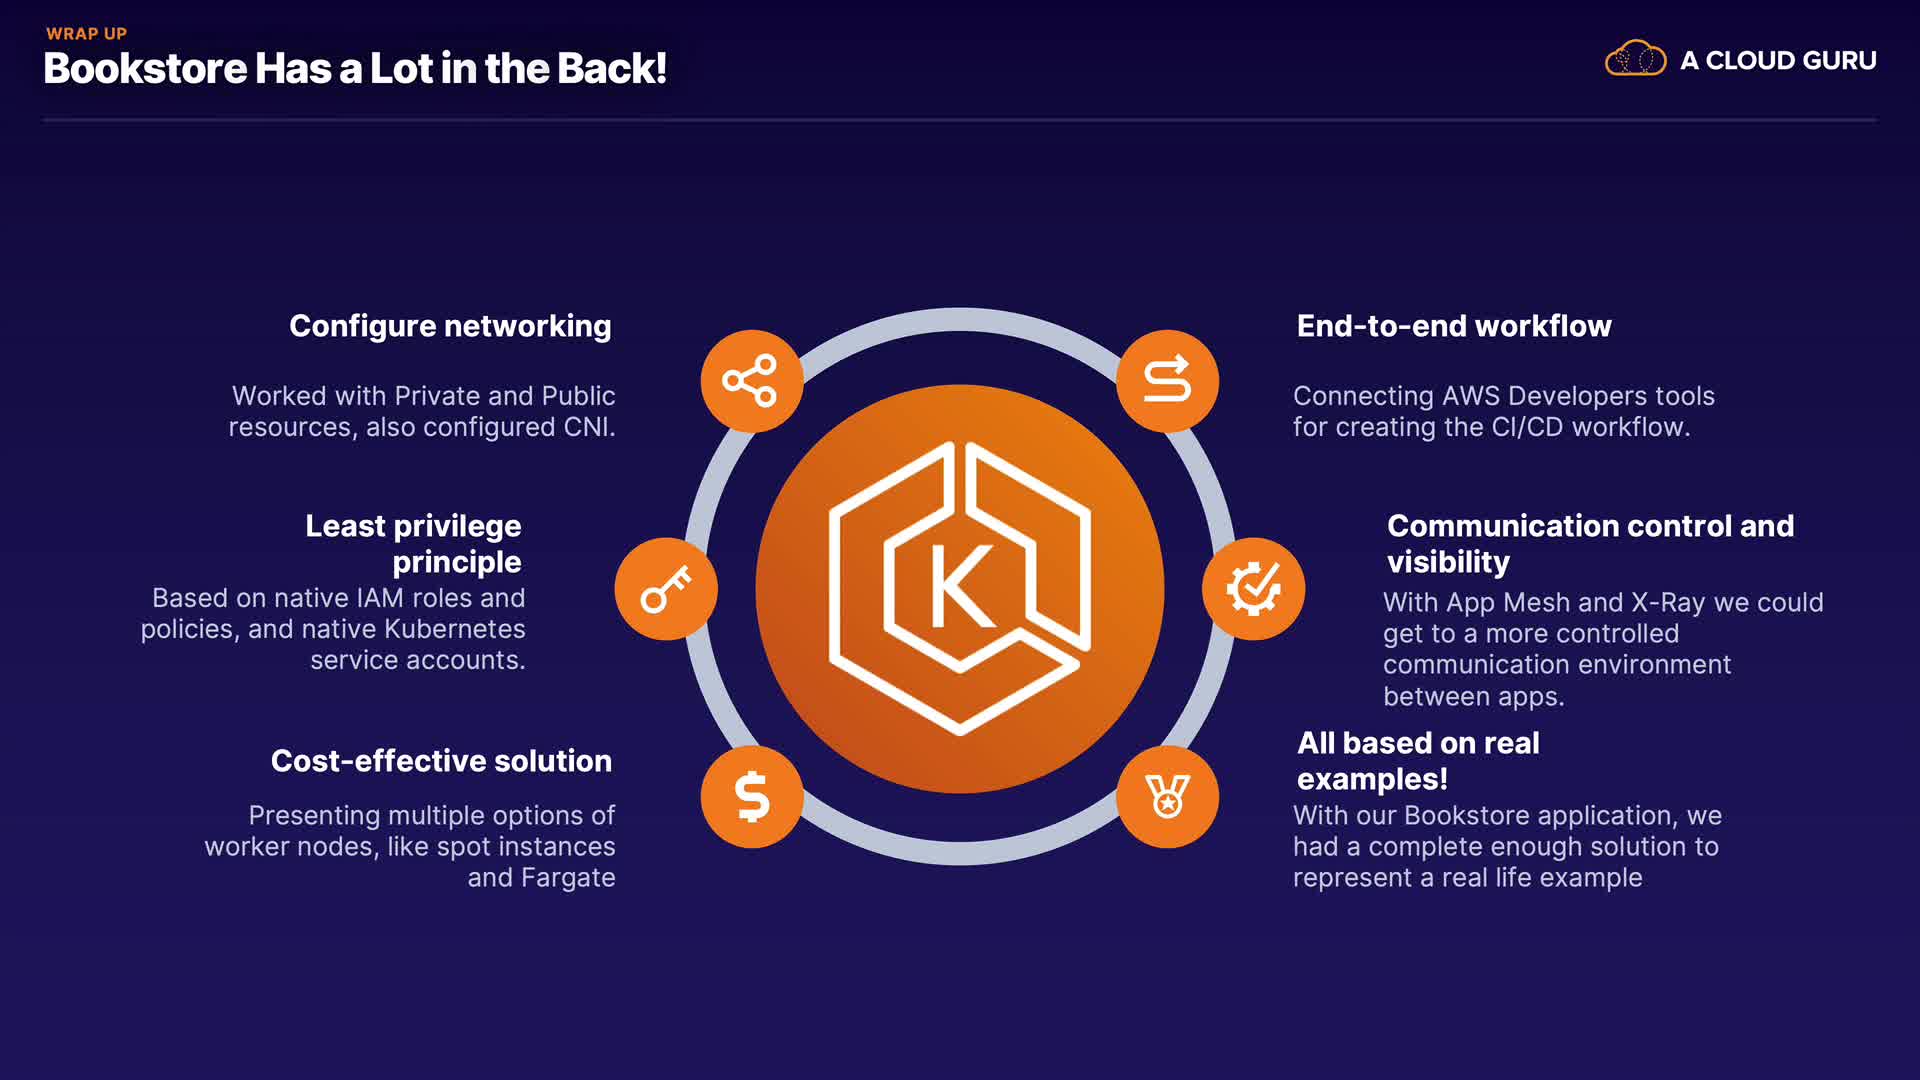 WRAP UP
Bookstore Has a Lot in the Back!
A CLOUD GURU
Configure networking
Worked with Private and Public
resources, also configured CNI.
Least privilege
principle
Based on native IAM roles and
policies, and native Kubernetes
service accounts.
Cost-effective solution
Presenting multiple options of
worker nodes, like spot instances
and Fargate
K
End-to-end workflow
Connecting AWS Developers tools
for creating the CI/CD workflow.
Communication control and
visibility
With App Mesh and X-Ray we could
get to a more controlled
communication environment
between apps.
All based on real
examples!
With our Bookstore application, we
had a complete enough solution to
represent a real life example